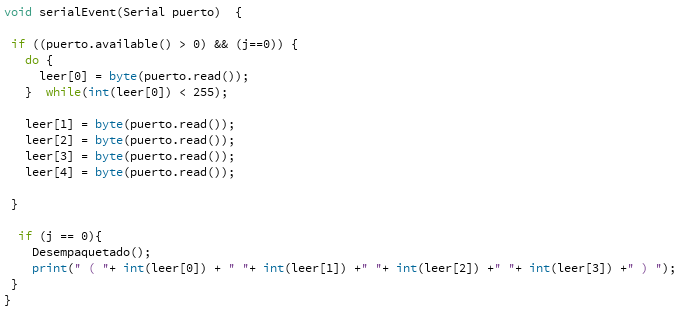 void serialEvent(Serial puerto)  {
if ((puerto.available() > 0) && (j==0)) {
do {
leer[0] = byte(puerto.read());
}  while(int(leer[0]) < 255);
leer[1] = byte(puerto.read());
leer[2] = byte(puerto.read());
leer[3] = byte(puerto.read());
leer[4] = byte(puerto.read());
}
if (j == 0){
Desempaquetado();
print(" ( "+ int(leer[0]) + " "+ int(leer[1]) +" "+ int(leer[2]) +" "+ int(leer[3]) +" ) ");
}
}